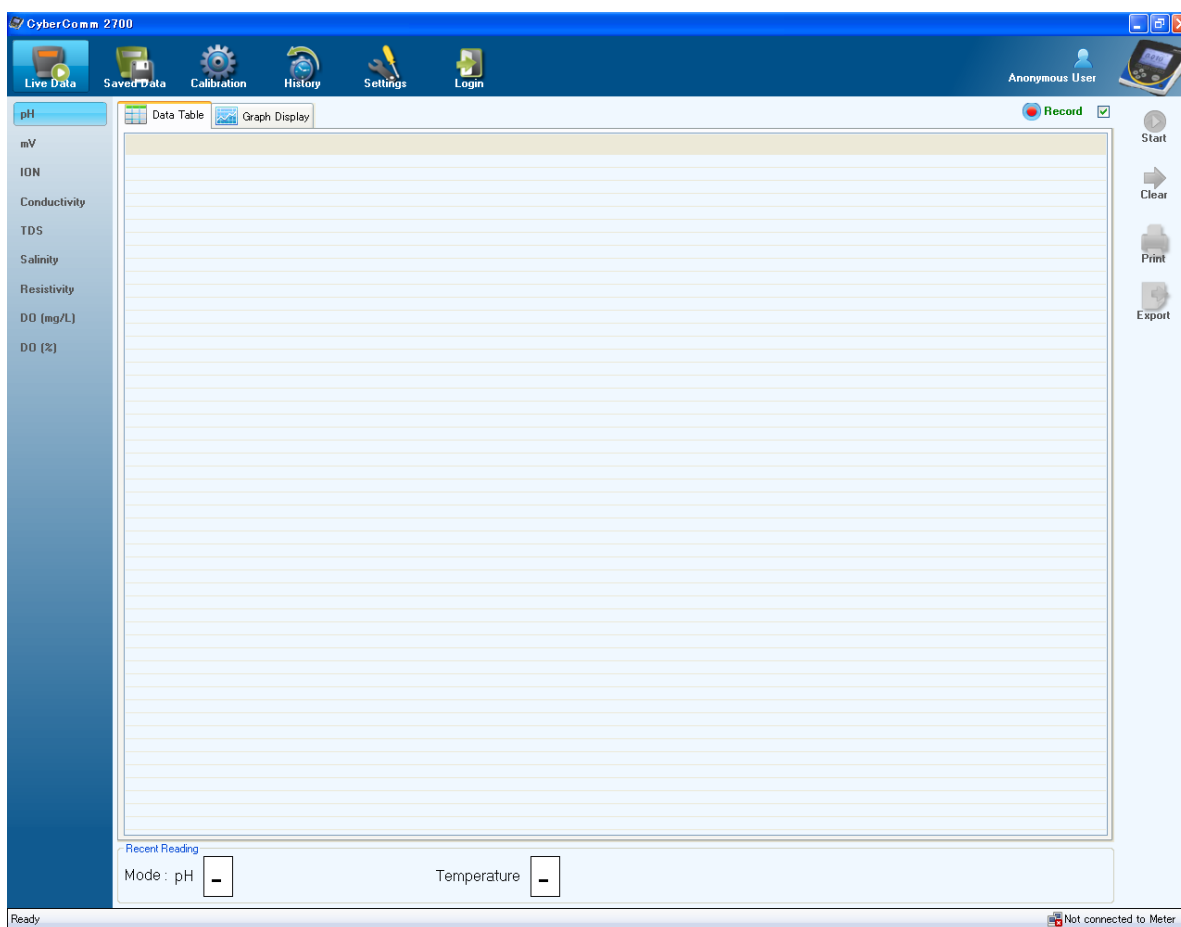 CyberComm 2700
Live Data
Saved Data
Calibration
History
Settings
Login
Anonymous User
pH
mV
ION
Conductivity
TDS
Salinity
Resistivity
DO (mg/L)
DO (%)
Data Table
Graph Display
Record
Start
Clear
Print
Export
Recent Reading
Mode : pH -
Temperature -
Ready
Not connected to Meter